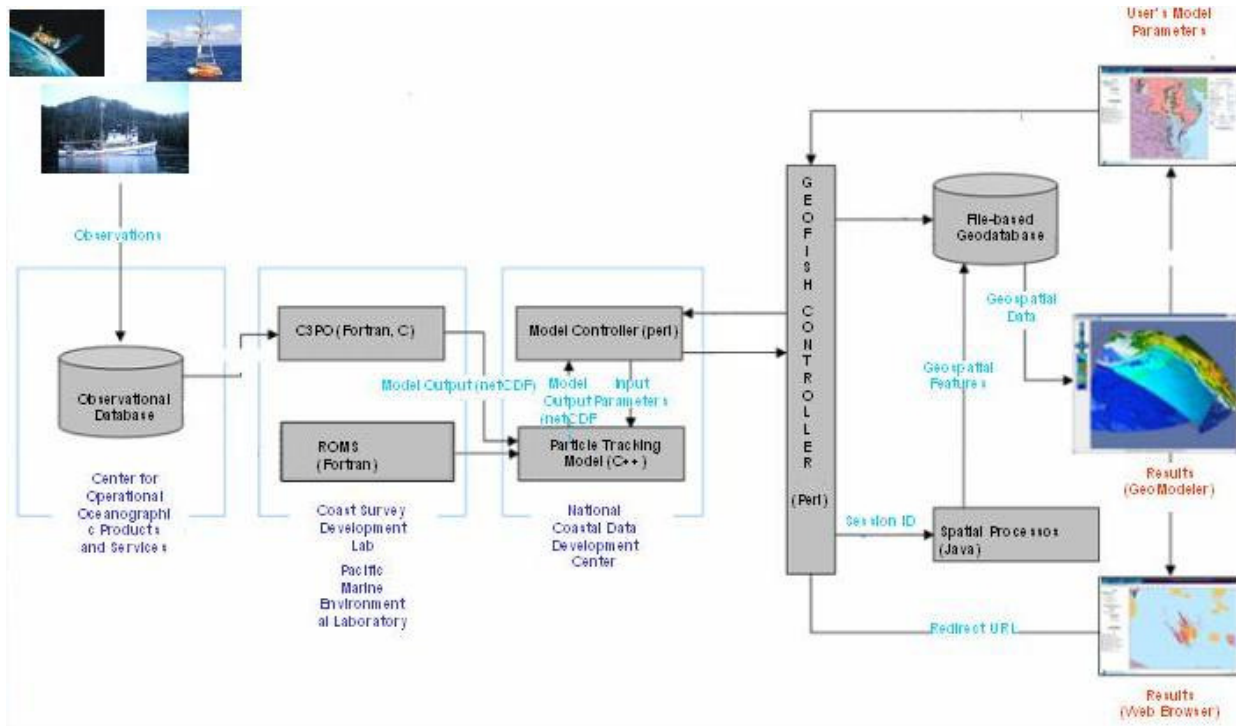 User's Model
Parameters
Observations
Observational
Database
Center for
Operational
Oceanographi
c Products
and Services
C3PO (Fortran, C)
Model Output (netCDF)
ROMS
(Fortran)
Coast Survey
Development
Lab
Pacific
Marine
Environment
al Laboratory
Model Controller (perl)
Model
Output
(netCDF
Input
Parameters
Particle Tracking
Model (C++)
National
Coastal Data
Development
Center
GEOFISH CONTROLLER
(Perl)
File-based
Geodatabase
Geospatial
Data
Geospatial
Features
Session ID
Spatial Processos
(Java)
Redirect URL
Results
(GeoModeler)
Results
(Web Browser)